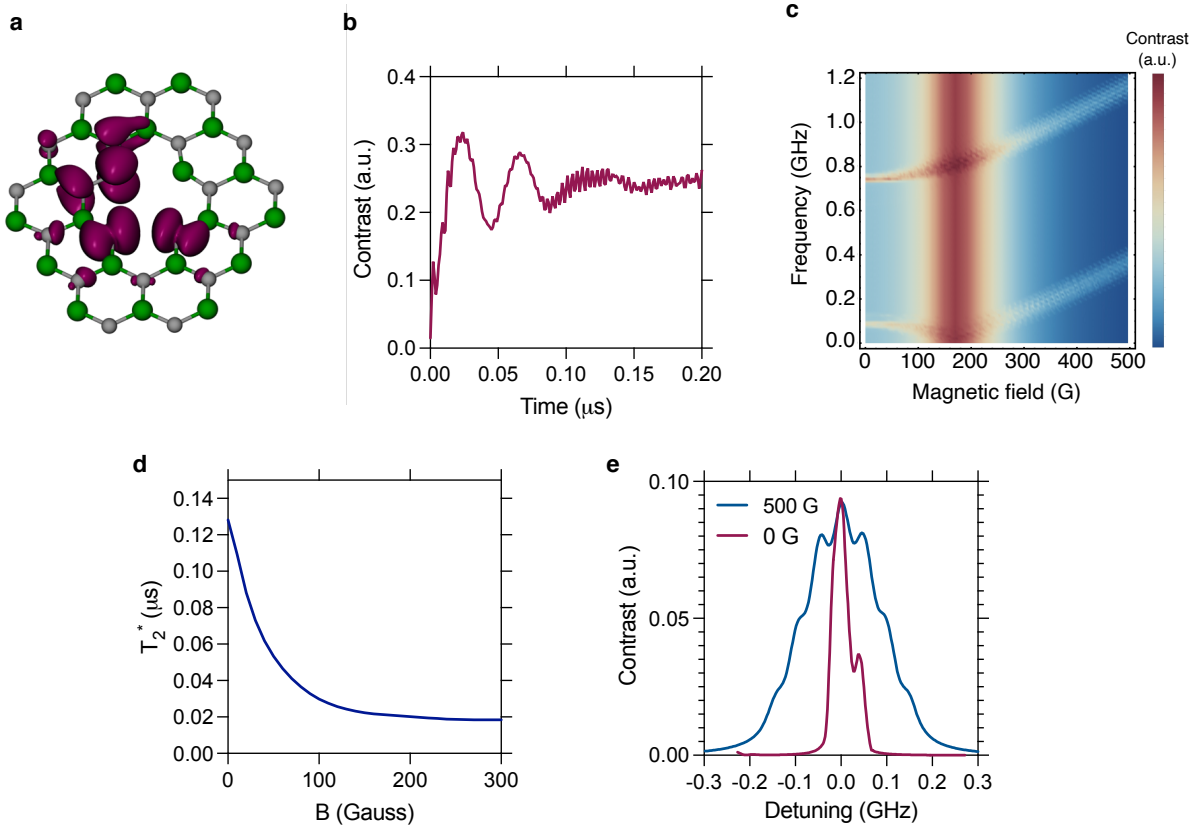 a
b
0.4
0.3
0.2
0.1
0.0
Contrast (a.u.)
0.00 0.05 0.10 0.15 0.20
Time (μs)
c
Contrast
(a.u.)
1.2
1.0
0.8
0.6
0.4
0.2
0.0
Frequency (GHz)
0 100 200 300 400 500
Magnetic field (G)
d
0.14
0.12
0.10
0.08
0.06
0.04
0.02
0.00
T2* (μs)
0 100 200 300
B (Gauss)
e
500 G
0 G
0.10
0.05
0.00
Contrast (a.u.)
-0.3 -0.2 -0.1 0.0 0.1 0.2 0.3
Detuning (GHz)